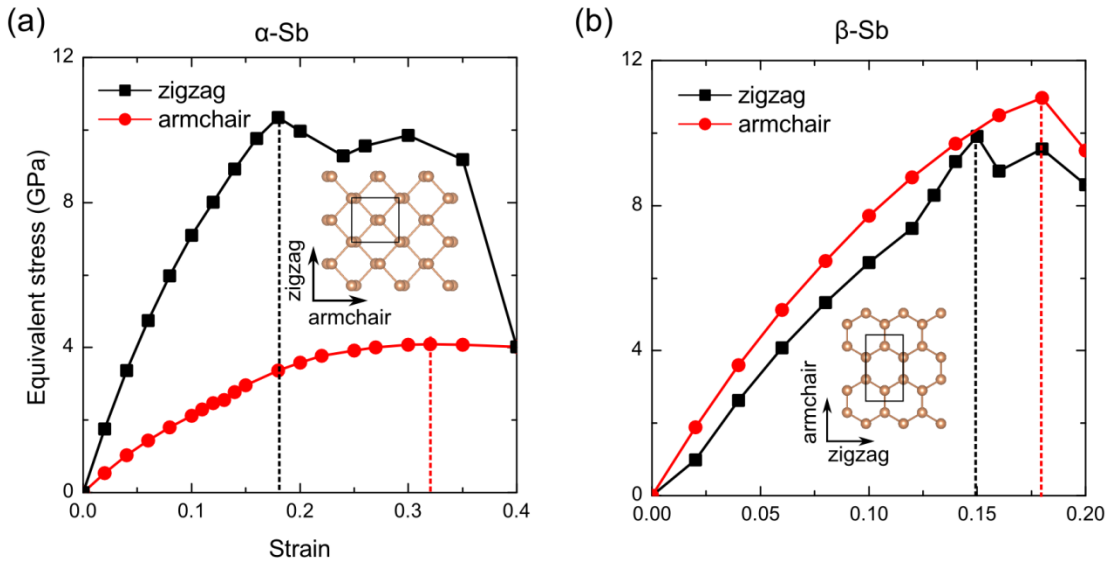 (a)
α-Sb
zigzag
armchair
Equivalent stress (GPa)
12
8
4
0
0.0
0.1
0.2
0.3
0.4
Strain
zigzag
armchair
(b)
β-Sb
zigzag
armchair
12
8
4
0
0.00
0.05
0.10
0.15
0.20
armchair
zigzag